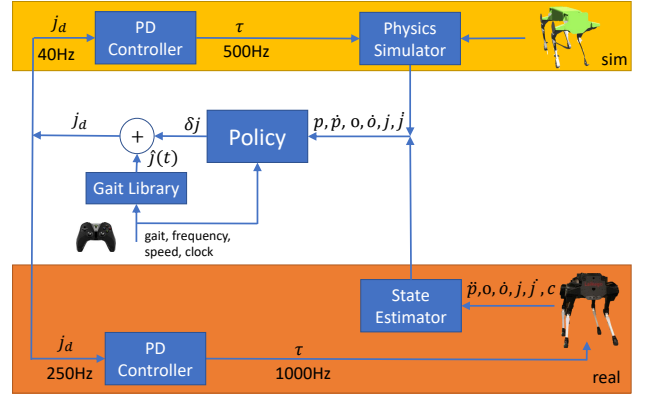 j_d
40Hz
PD
Controller
τ
500Hz
Physics
Simulator
sim
j_d
+
δj
Policy
p, ṗ, o, ȯ, j, j̇
ĵ(t)
Gait Library
gait, frequency,
speed, clock
State
Estimator
p̈,o, ȯ, j, j̇ , c
j_d
250Hz
PD
Controller
τ
1000Hz
real